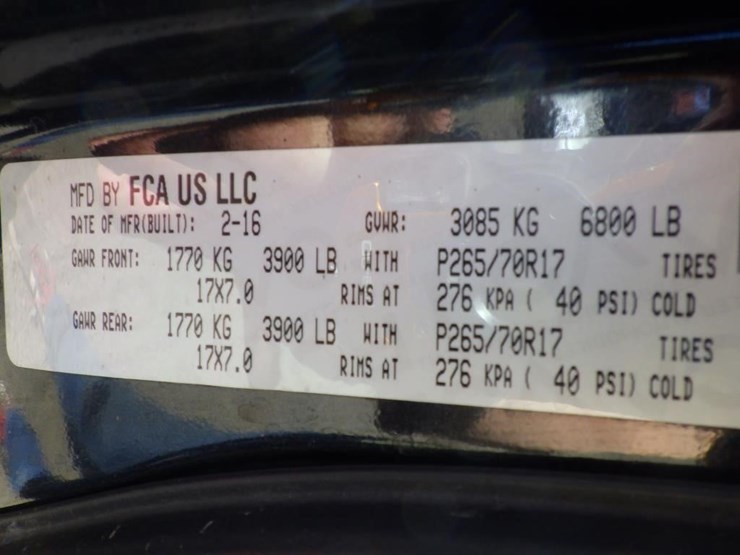 MFD BY FCA US LLC
DATE OF MFR(BUILT): 2-16 GVWR: 3085 KG 6800 LB
GAWR FRONT: 1770 KG 3900 LB WITH P265/70R17 TIRES
17X7.0 RIMS AT 276 KPA ( 40 PSI) COLD
GAWR REAR: 1770 KG 3900 LB WITH P265/70R17 TIRES
17X7.0 RIMS AT 276 KPA ( 40 PSI) COLD